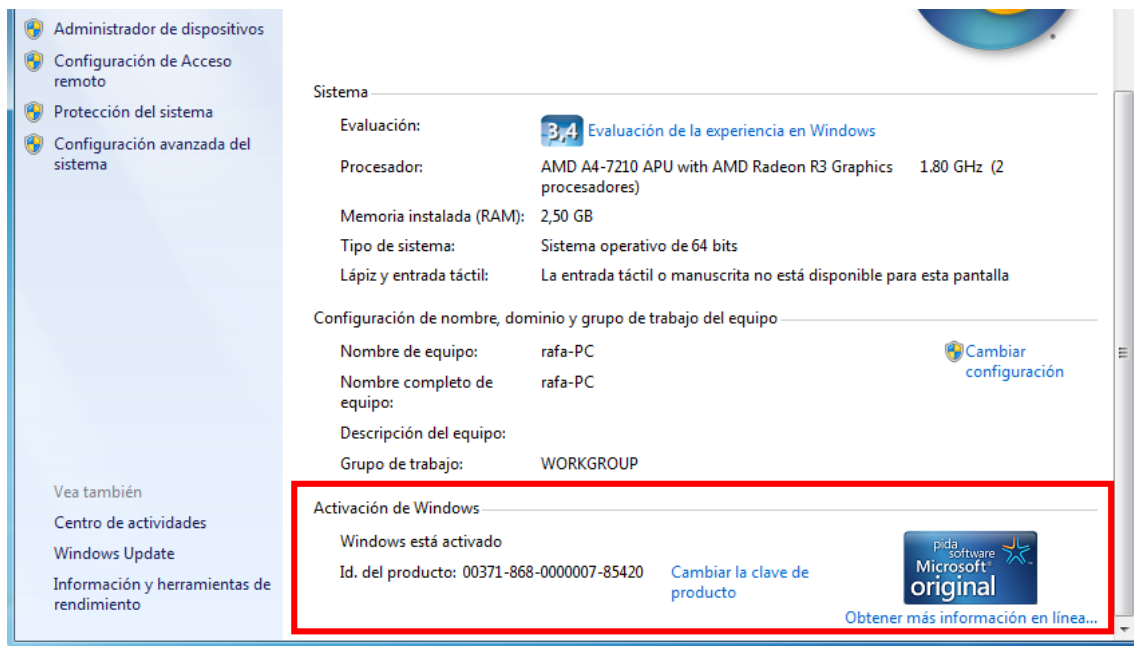 Administrador de dispositivos
Configuración de Acceso
remoto
Protección del sistema
Configuración avanzada del
sistema
Vea también
Centro de actividades
Windows Update
Información y herramientas de
rendimiento
Sistema
Evaluación: 3,4 Evaluación de la experiencia en Windows
Procesador: AMD A4-7210 APU with AMD Radeon R3 Graphics 1.80 GHz (2
procesadores)
Memoria instalada (RAM): 2,50 GB
Tipo de sistema: Sistema operativo de 64 bits
Lápiz y entrada táctil: La entrada táctil o manuscrita no está disponible para esta pantalla
Configuración de nombre, dominio y grupo de trabajo del equipo
Nombre de equipo: rafa-PC Cambiar
configuración
Nombre completo de rafa-PC
equipo:
Descripción del equipo:
Grupo de trabajo: WORKGROUP
Activación de Windows
Windows está activado
Id. del producto: 00371-868-0000007-85420 Cambiar la clave de
producto
pida
software
Microsoft®
original
Obtener más información en línea...